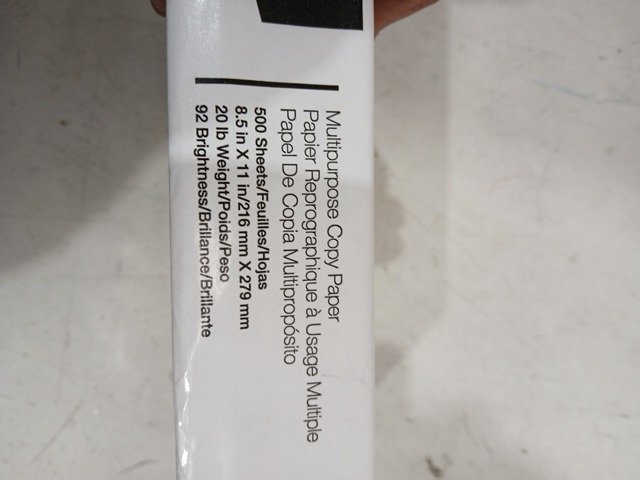 Multipurpose Copy Paper
Papier Reprographique à Usage Multiple
Papel De Copia Multipropósito
500 Sheets/Feuilles/Hojas
8.5 in X 11 in/216 mm X 279 mm
20 lb Weight/Poids/Peso
92 Brightness/Brillance/Brillante